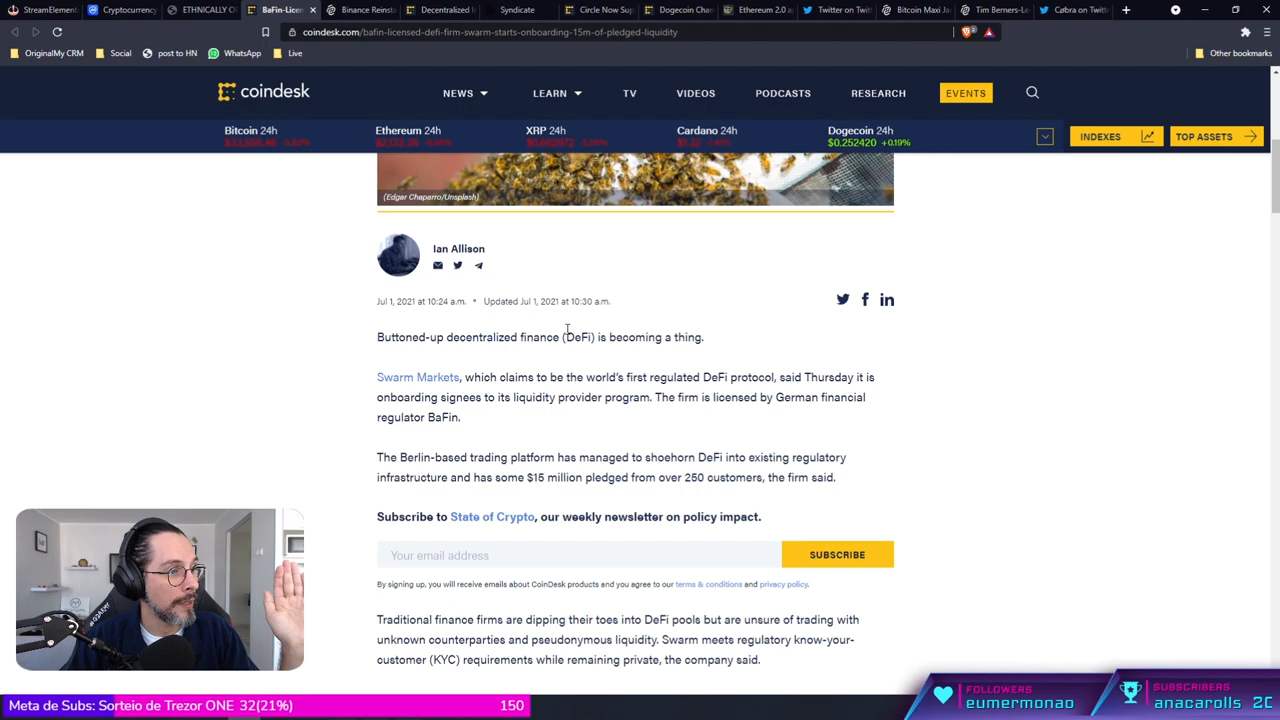 StreamElem
Cryptocurrency
ETHNICALLY O
BaFin-Licen
Binance Reinsta
Decentralized I
Syndicate
Circle Now Sup
Dogecoin Chan
Ethereum 2.0 a
Twitter on Twitt
Bitcoin Maxi Ja
Tim Berners-Le
Cøbra on Twitt
coindesk.com/bafin-licensed-defi-firm-swarm-starts-onboarding-15m-of-pledged-liquidity
OriginalMy CRM
Social
post to HN
WhatsApp
Live
Other bookmarks
coindesk
NEWS
LEARN
TV
VIDEOS
PODCASTS
RESEARCH
EVENTS
Bitcoin 24h
Ethereum 24h
XRP 24h
Cardano 24h
Dogecoin 24h
$0.252420 +0.19%
INDEXES
TOP ASSETS
(Edgar Chaparro/Unsplash)
Ian Allison
Jul 1, 2021 at 10:24 a.m. • Updated Jul 1, 2021 at 10:30 a.m.
Buttoned-up decentralized finance (DeFi) is becoming a thing.
Swarm Markets, which claims to be the world's first regulated DeFi protocol, said Thursday it is
onboarding signees to its liquidity provider program. The firm is licensed by German financial
regulator BaFin.
The Berlin-based trading platform has managed to shoehorn DeFi into existing regulatory
infrastructure and has some $15 million pledged from over 250 customers, the firm said.
Subscribe to State of Crypto, our weekly newsletter on policy impact.
Your email address
SUBSCRIBE
By signing up, you will receive emails about CoinDesk products and you agree to our terms & conditions and privacy policy.
Traditional finance firms are dipping their toes into DeFi pools but are unsure of trading with
unknown counterparties and pseudonymous liquidity. Swarm meets regulatory know-your-
customer (KYC) requirements while remaining private, the company said.
Meta de Subs: Sorteio de Trezor ONE 32(21%)
150
FOLLOWERS
eumermonao
SUBSCRIBERS
anacarolls 20